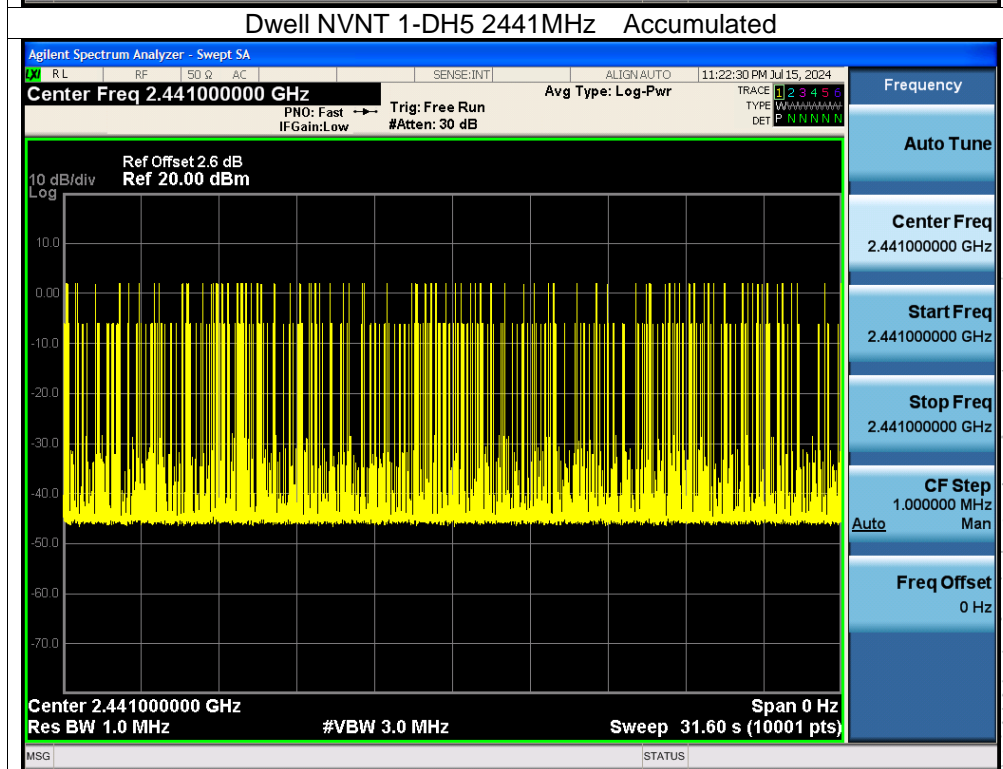 Dwell NVNT 1-DH5 2441MHz Accumulated
Agilent Spectrum Analyzer - Swept SA
LXI RL RF 50 Ω AC SENSE:INT ALIGN AUTO 11:22:30 PM Jul 15, 2024
Center Freq 2.441000000 GHz
PNO: Fast
IFGain:Low
Trig: Free Run
#Atten: 30 dB
Avg Type: Log-Pwr
TRACE 1 2 3 4 5 6
TYPE
DET P N N N N N
Frequency
Auto Tune
Center Freq
2.441000000 GHz
Start Freq
2.441000000 GHz
Stop Freq
2.441000000 GHz
CF Step
1.000000 MHz
Auto Man
Freq Offset
0 Hz
Ref Offset 2.6 dB
10 dB/div Ref 20.00 dBm
Log
10.0
0.00
-10.0
-20.0
-30.0
-40.0
-50.0
-60.0
-70.0
Center 2.441000000 GHz Span 0 Hz
Res BW 1.0 MHz #VBW 3.0 MHz Sweep 31.60 s (10001 pts)
MSG STATUS